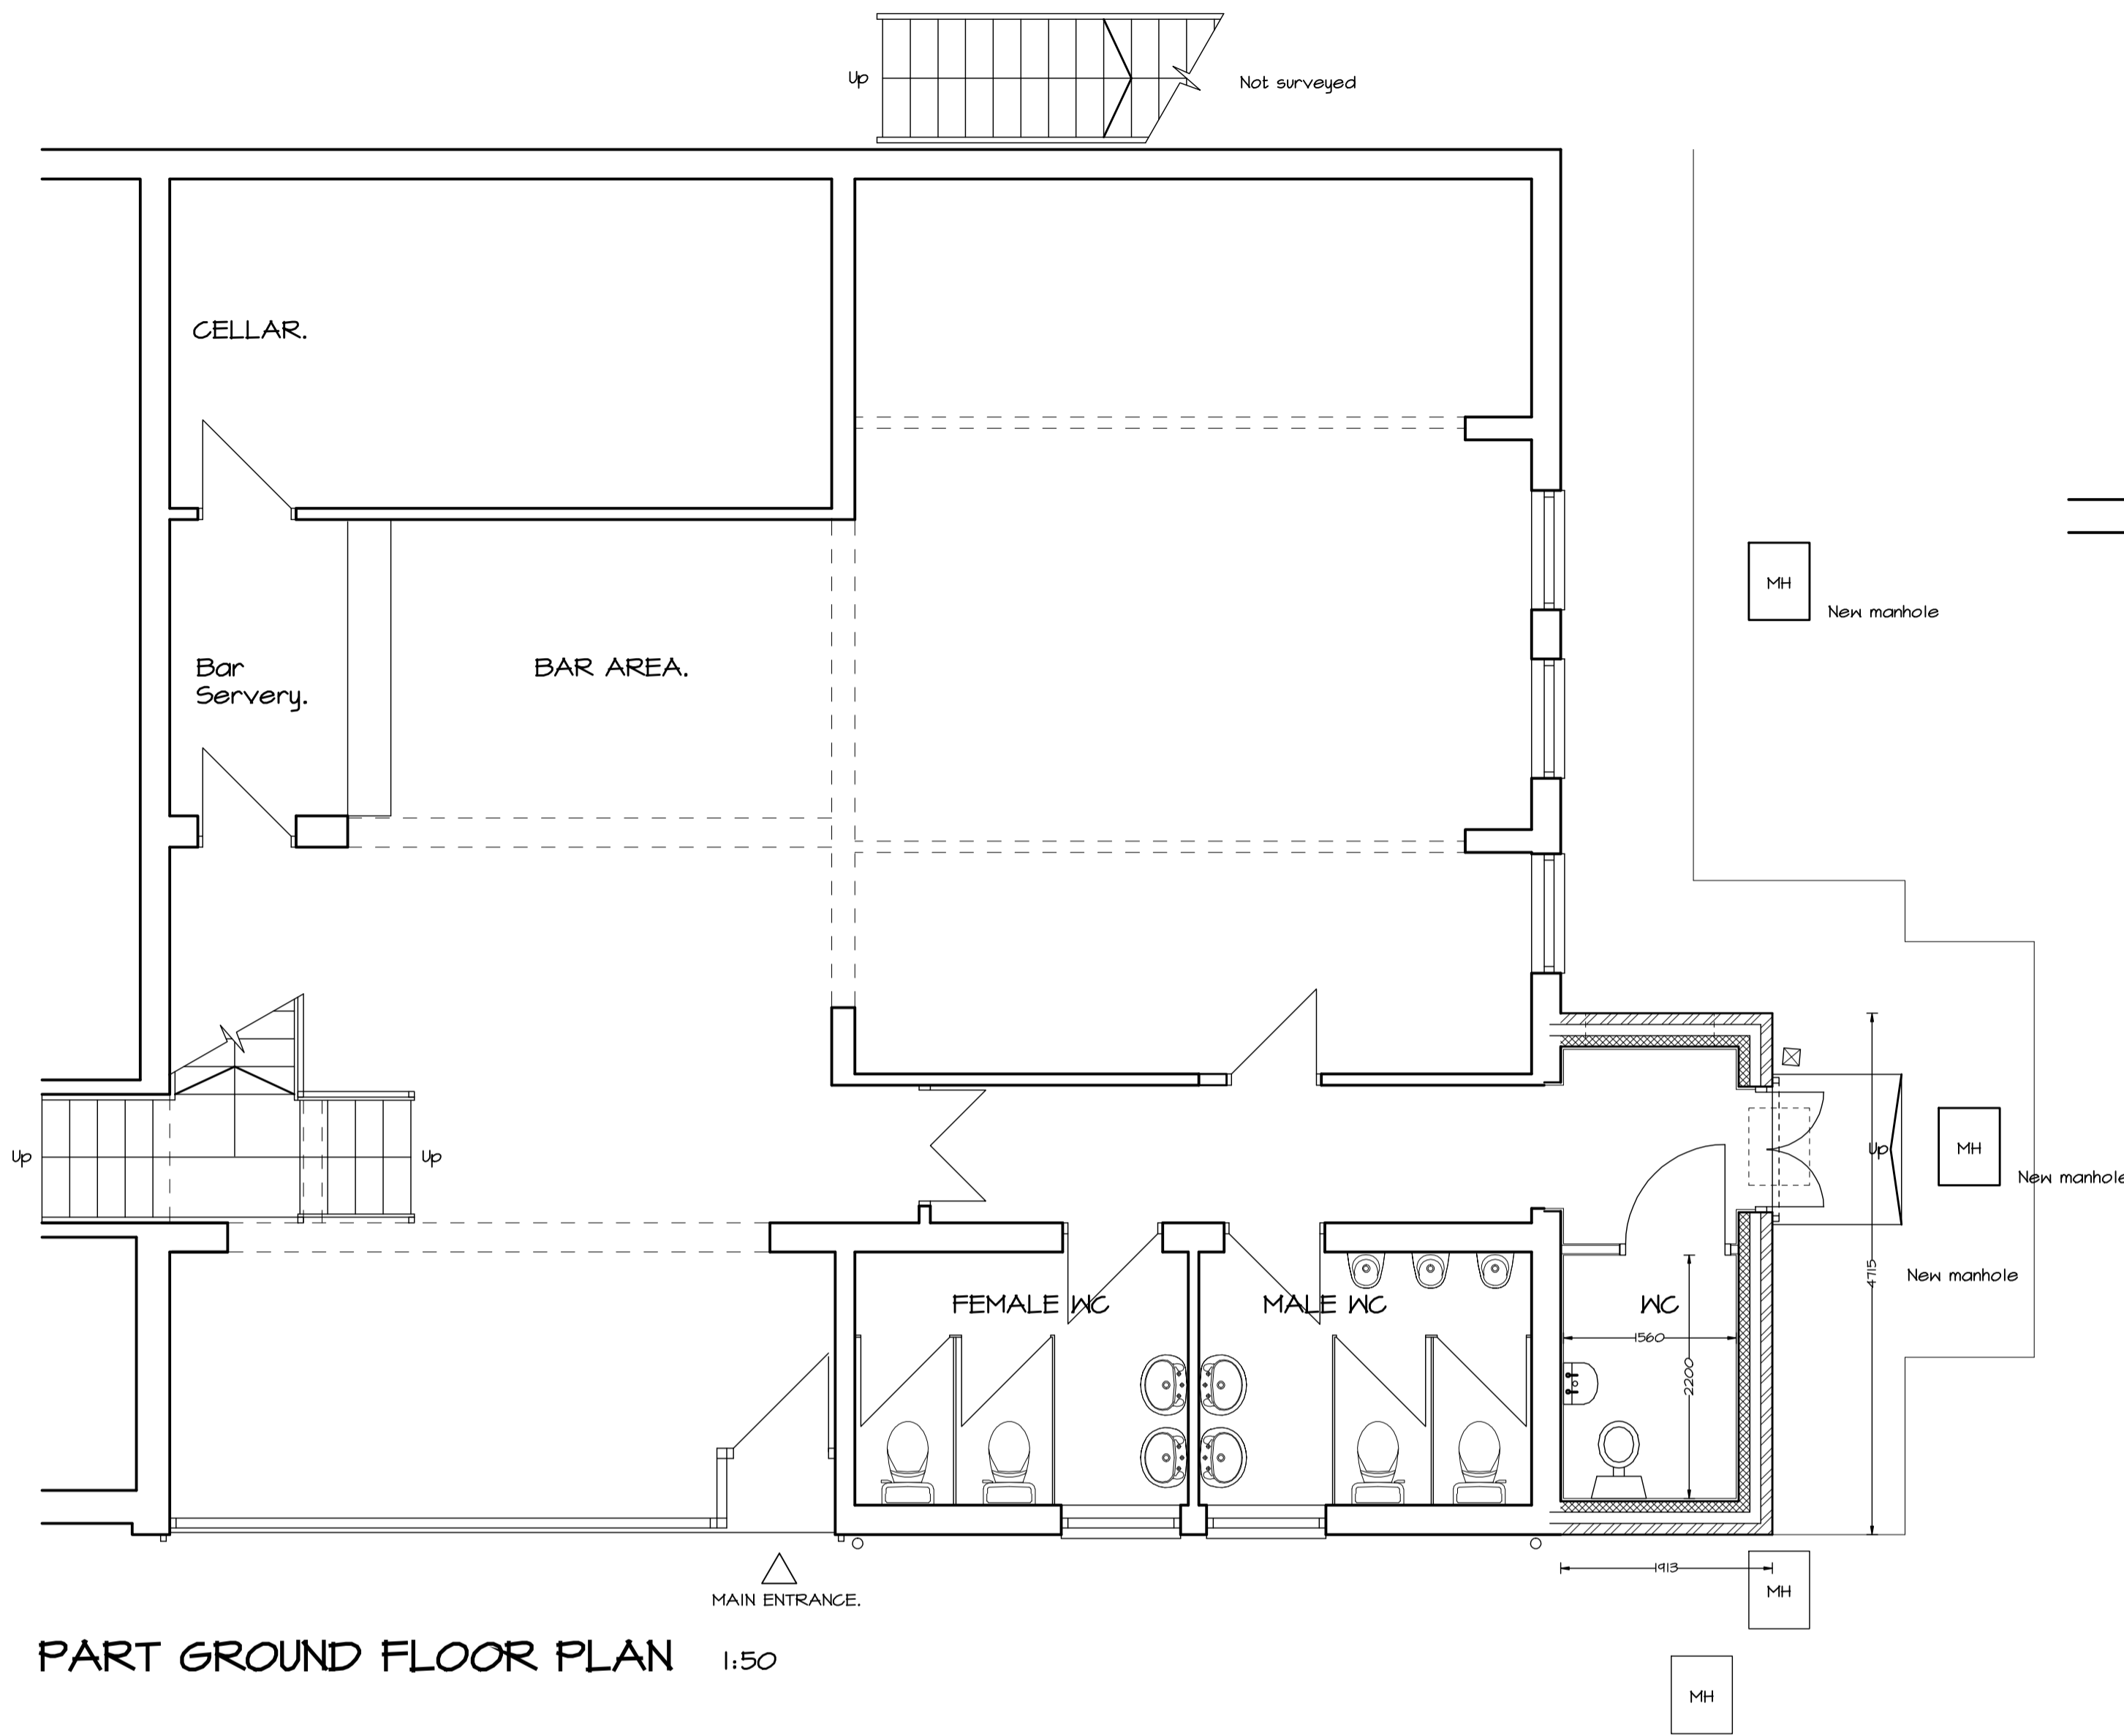 Up
Not surveyed
CELLAR.
MH
New manhole
Bar
Servery.
BAR AREA.
Up
Up
Up
MH
New manhole
4715
New manhole
FEMALE WC
MALE WC
WC
1560
2200
1913
MH
MAIN ENTRANCE.
PART GROUND FLOOR PLAN 1:50
MH